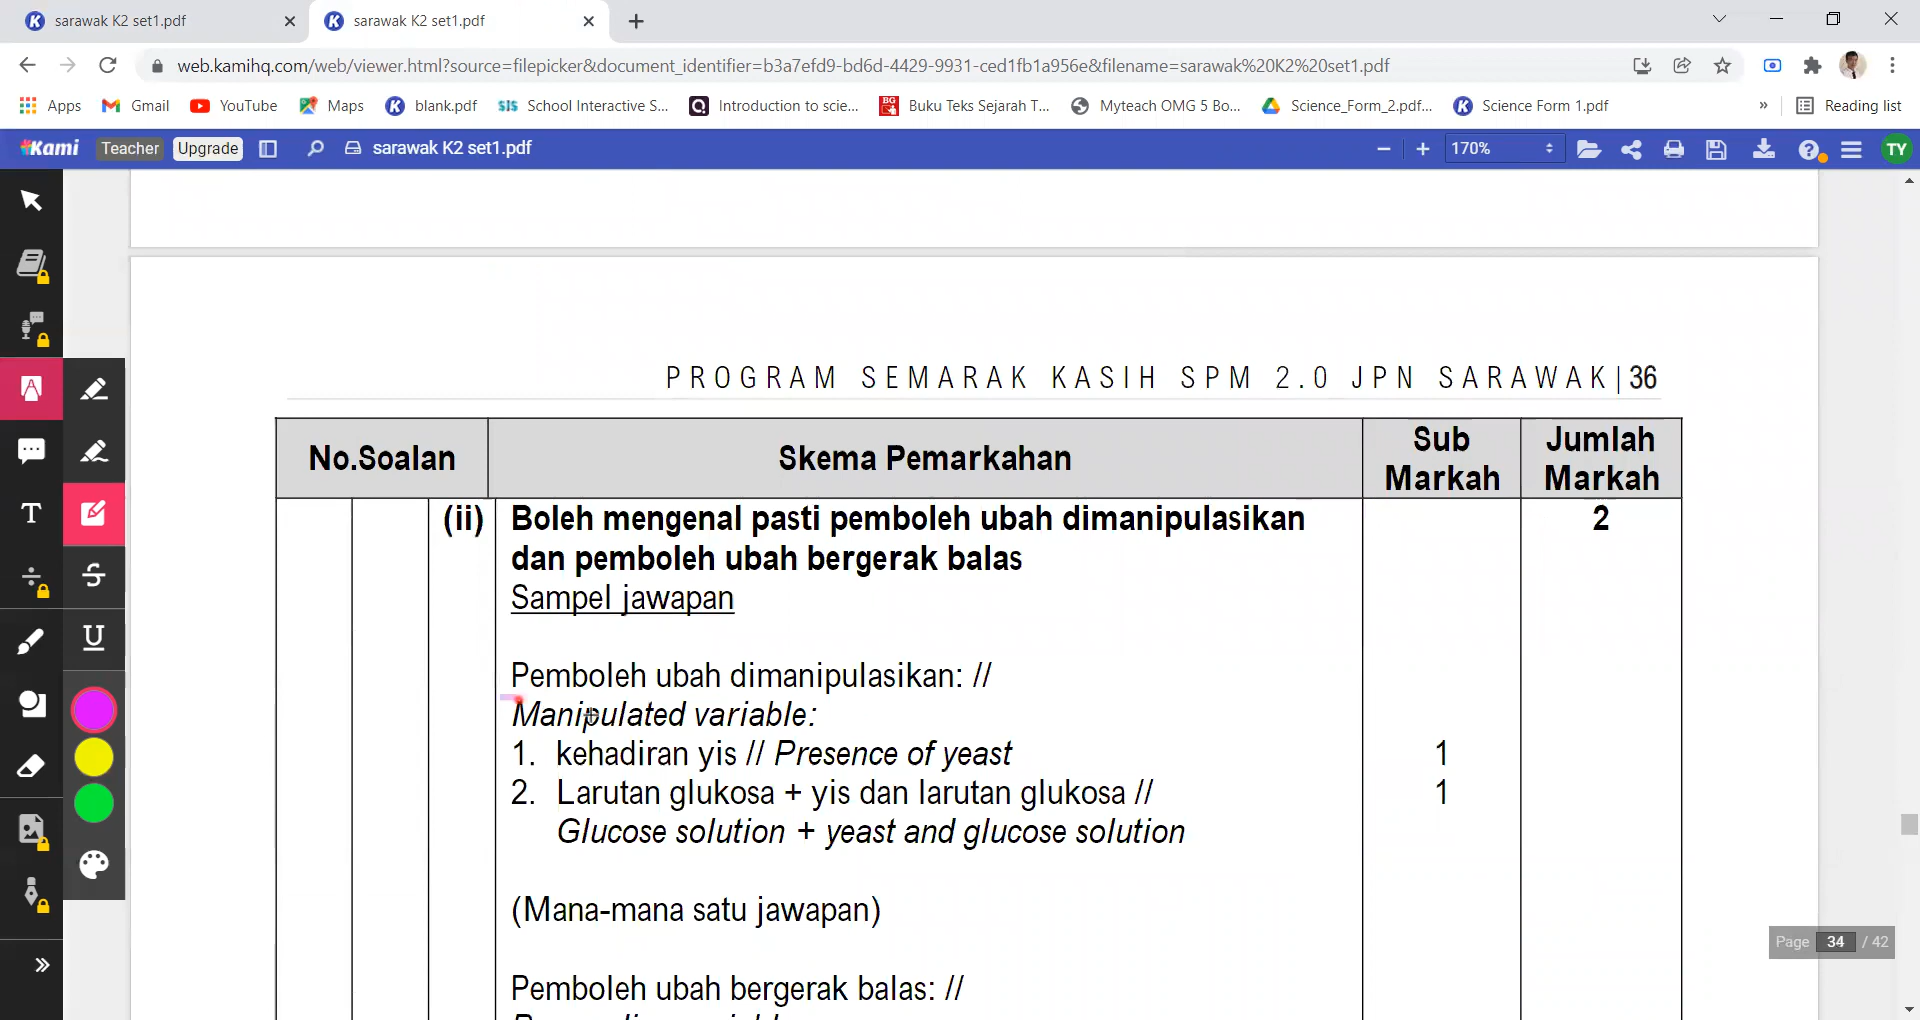 sarawak K2 set1.pdf
sarawak K2 set1.pdf
web.kamihq.com/web/viewer.html?source=filepicker&document_identifier=b3a7efd9-bd6d-4429-9931-ced1fb1a956e&filename=sarawak%20K2%20set1.pdf
Apps Gmail YouTube Maps blank.pdf School Interactive S... Introduction to scie... Buku Teks Sejarah T... Myteach OMG 5 Bo... Science_Form_2.pdf... Science Form 1.pdf » Reading list
Kami Teacher Upgrade sarawak K2 set1.pdf 170% TY
PROGRAM SEMARAK KASIH SPM 2.0 JPN SARAWAK|36
No.Soalan Skema Pemarkahan Sub Markah Jumlah Markah
(ii) Boleh mengenal pasti pemboleh ubah dimanipulasikan 2
dan pemboleh ubah bergerak balas
Sampel jawapan
Pemboleh ubah dimanipulasikan: //
Manipulated variable:
1. kehadiran yis // Presence of yeast 1
2. Larutan glukosa + yis dan larutan glukosa // 1
Glucose solution + yeast and glucose solution
(Mana-mana satu jawapan)
Pemboleh ubah bergerak balas: //
Page 34 / 42